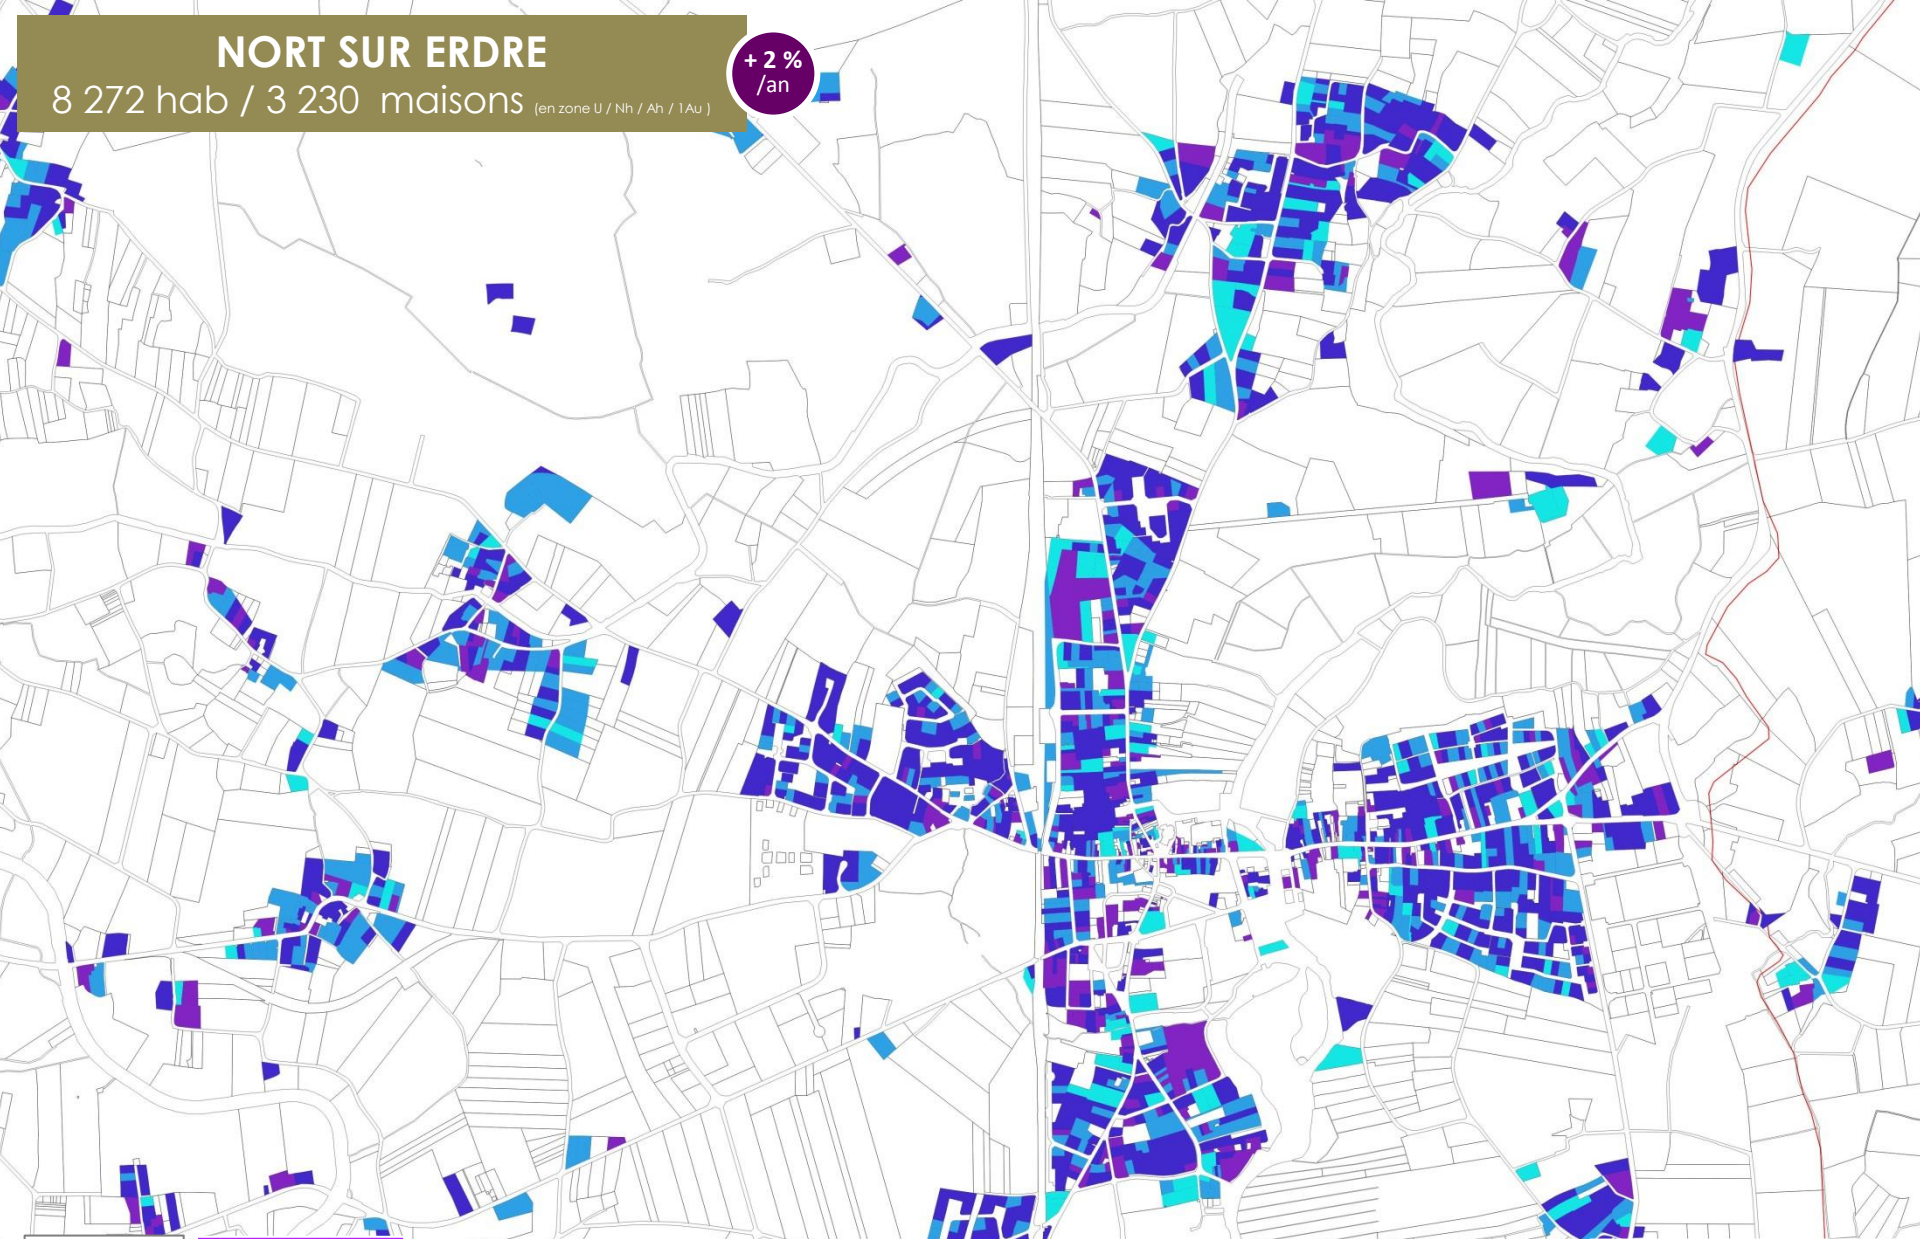 NORT SUR ERDRE
8 272 hab / 3 230 maisons (en zone U / Nh / Ah / 1Au )
+ 2 %
/an